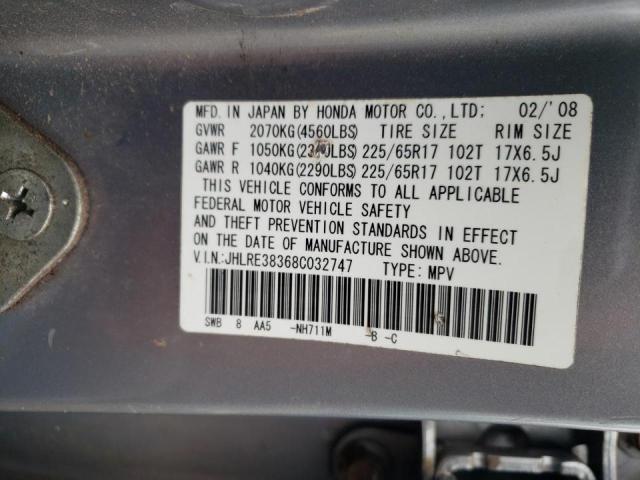 MFD. IN JAPAN BY HONDA MOTOR CO., LTD: 02/'08
GVWR 2070KG(4560LBS) TIRE SIZE RIM SIZE
GAWR F 1050KG( LBS) 225/65R17 102T 17X6.5J
GAWR R 1040KG(2290LBS) 225/65R17 102T 17X6.5J
THIS VEHICLE CONFORMS TO ALL APPLICABLE
FEDERAL MOTOR VEHICLE SAFETY
AND THEFT PREVENTION STANDARDS IN EFFECT
ON THE DATE OF MANUFACTURE SHOWN ABOVE.
V.I.N.:JHLRE38368C032747 TYPE: MPV
SWB 8 AA5 -NH711M -B -C